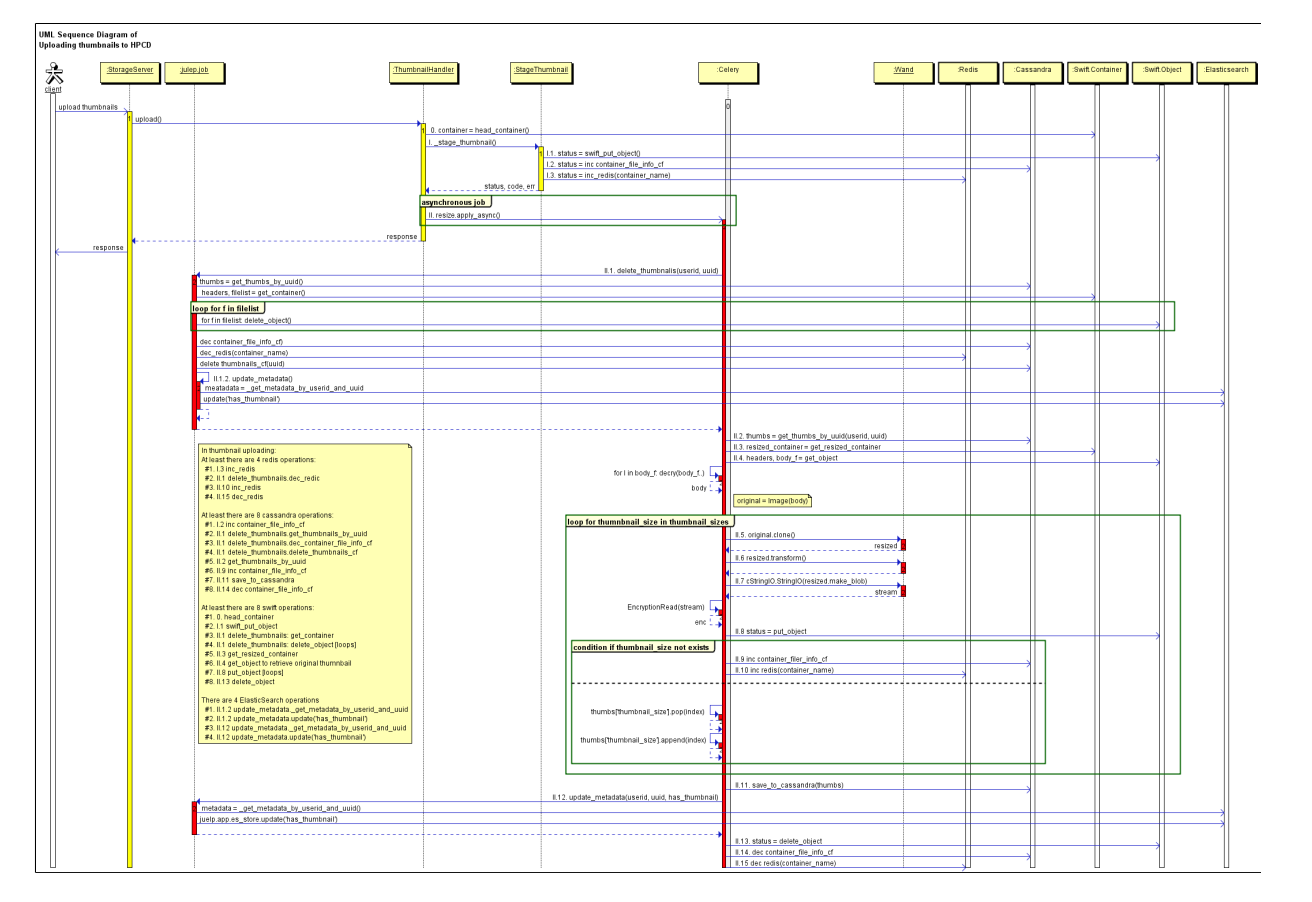 UML Sequence Diagram of
Uploading thumbnails to HPCD
client
:StorageServer
:julep.job
:ThumbnailHandler
:StageThumbnail
:Celery
:Wand
:Redis
:Cassandra
:Swift.Container
:Swift.Object
:Elasticsearch
upload thumbnails
upload()
0. container = head_container()
I. _stage_thumbnail()
I.1. status = swift_put_object()
I.2. status = inc container_file_info_cf
I.3. status = inc_redis(container_name)
status, code, err
asynchronous job
II. resize.apply_async()
response
response
II.1. delete_thumbnalis(userid, uuid)
thumbs = get_thumbs_by_uuid()
headers, filelist = get_container()
loop for f in filelist
for f in filelist: delete_object()
dec container_file_info_cf)
dec_redis(container_name)
delete thumbnails_cf(uuid)
II.1.2. update_metadata()
meatadata = _get_metadata_by_userid_and_uuid
update('has_thumbnail')
II.2. thumbs = get_thumbs_by_uuid(userid, uuid)
II.3. resized_container = get_resized_container
II.4. headers, body_f = get_object
for l in body_f: decry(body_f.)
body
original = Image(body)
In thumbnail uploading:
At least there are 4 redis operations:
#1. I.3 inc_redis
#2. II.1 delete_thumbnails.dec_redic
#3. II.10 inc_redis
#4. II.15 dec_redis
At least there are 8 cassandra operations:
#1. I.2 inc container_file_info_cf
#2. II.1 delete_thumbnails.get_thumbnails_by_uuid
#3. II.1 delete_thumbnails.dec_container_file_info_cf
#4. II.1 detele_thnubnails.delete_thumbnails_cf
#5. II.2 get_thumbnails_by_uuid
#6. II.9 inc container_file_info_cf
#7. II.11 save_to_cassandra
#8. II.14 dec container_file_info_cf
At least there are 8 swift operations:
#1. 0. head_container
#2. I.1 swift_put_object
#3. II.1 delete_thumbnails: get_container
#4. II.1 delete_thumbnails: delete_object [loops]
#5. II.3 get_resized_container
#6. II.4 get_object to retrieve original thumnbail
#7. II.8 put_object [loops]
#8. II.13 delete_object
There are 4 ElasticSearch operations
#1. II.1.2 update_metadata._get_metadata_by_userid_and_uuid
#2. II.1.2 update_metadata.update('has_thumbnail')
#3. II.12 update_metadata._get_metadata_by_userid_and_uuid
#4. II.12 update_metadata.update('has_thumbnail')
loop for thumnbnail_size in thumbnail_sizes
II.5. original.clone()
resized
II.6 resized.transform()
II.7 cStringIO.StringIO(resized.make_blob)
stream
EncryptionRead(stream)
enc
II.8 status = put_object
condition if thumbnail_size not exists
II.9 inc container_filer_info_cf
II.10 inc redis(container_name)
thumbs['thumbnail_size'].pop(index)
thumbs['thumbnail_size'].append(index)
II.11. save_to_cassandra(thumbs)
II.12. update_metadata(userid, uuid, has_thumbnail)
metadata = _get_metadata_by_userid_and_uuid()
juelp.app.es_store.update('has_thumbnail')
II.13. status = delete_object
II.14. dec container_file_info_cf
II.15 dec redis(container_name)